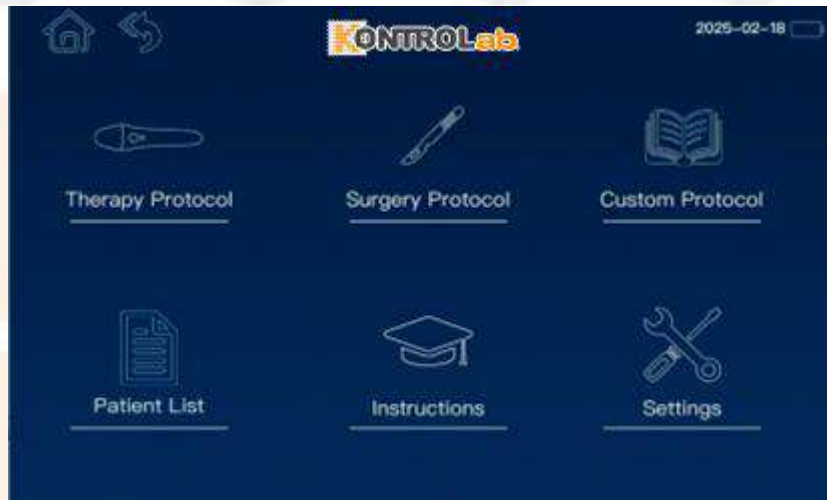 KONTROLab
2025-02-18
Therapy Protocol
Surgery Protocol
Custom Protocol
Patient List
Instructions
Settings